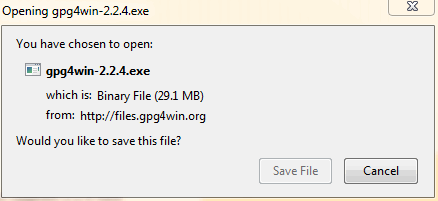 Opening gpg4win-2.2.4.exe
You have chosen to open:
gpg4win-2.2.4.exe
which is: Binary File (29.1 MB)
from: http://files.gpg4win.org
Would you like to save this file?
Save File Cancel